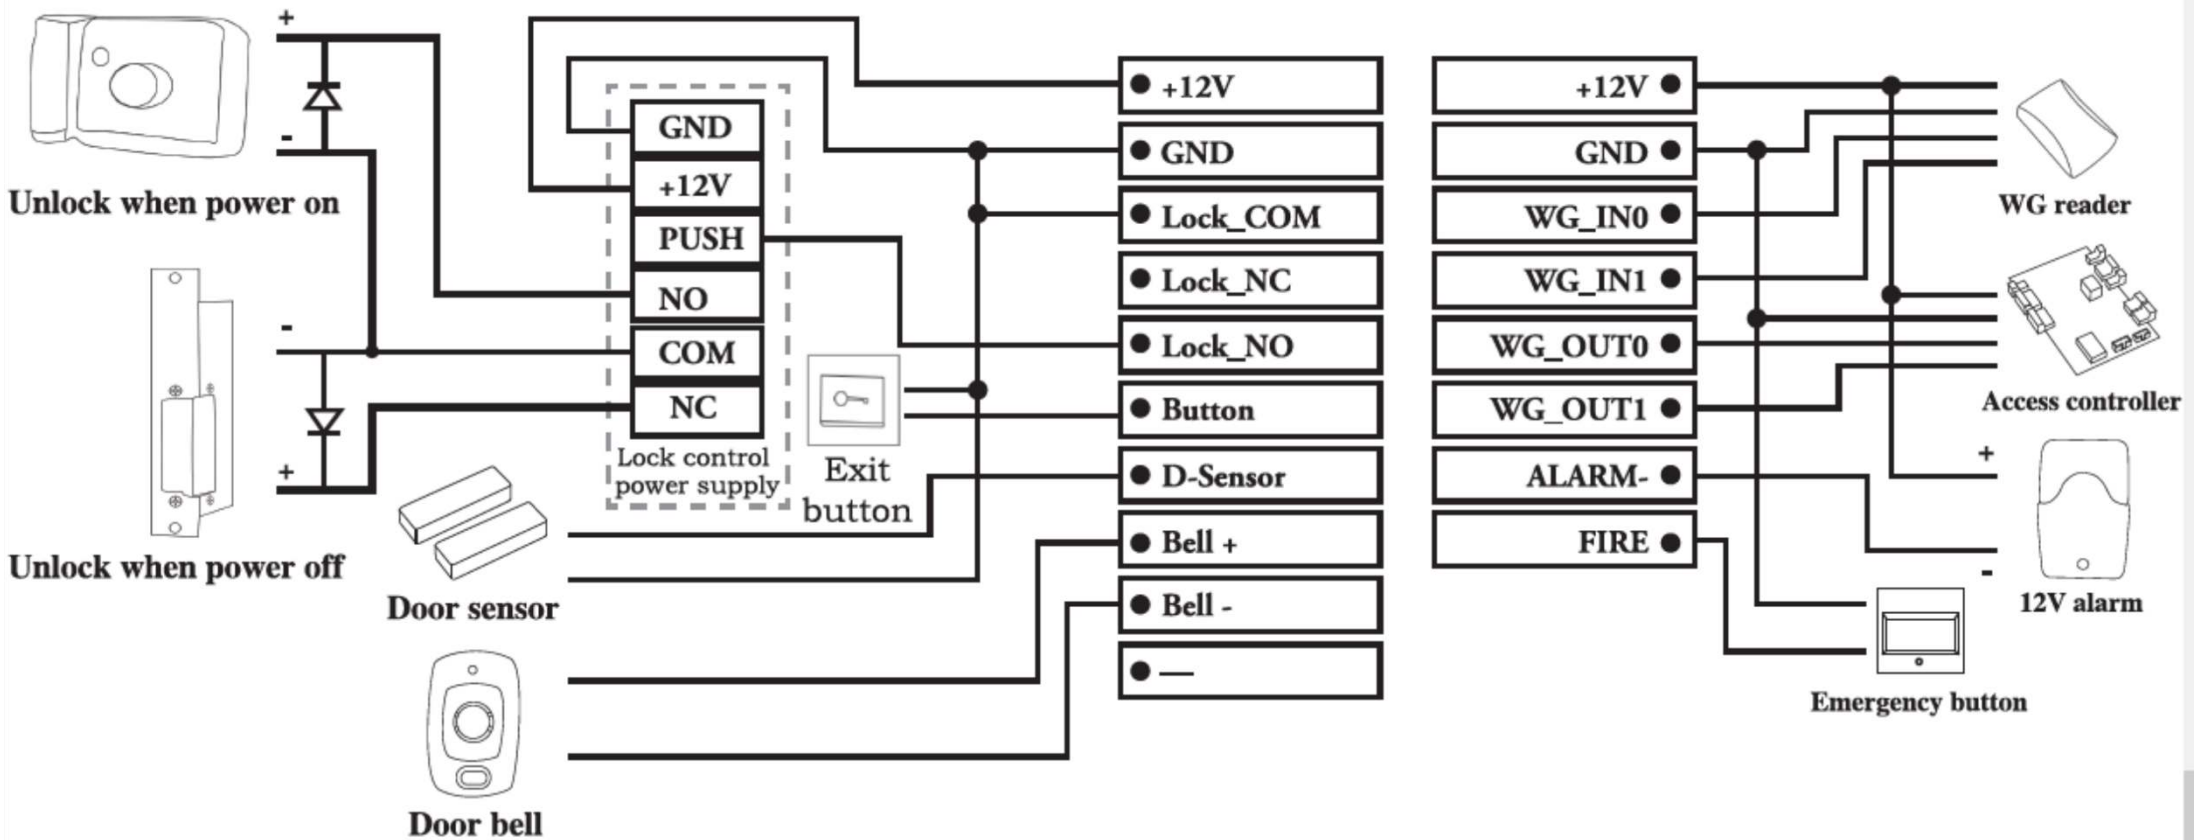 +
-
Unlock when power on
-
+
Unlock when power off
GND
+12V
PUSH
NO
COM
NC
Lock control
power supply
Exit
button
Door sensor
Door bell
+12V
GND
Lock_COM
Lock_NC
Lock_NO
Button
D-Sensor
Bell +
Bell -
—
+12V
GND
WG_IN0
WG_IN1
WG_OUT0
WG_OUT1
ALARM-
FIRE
WG reader
Access controller
+
-
12V alarm
Emergency button